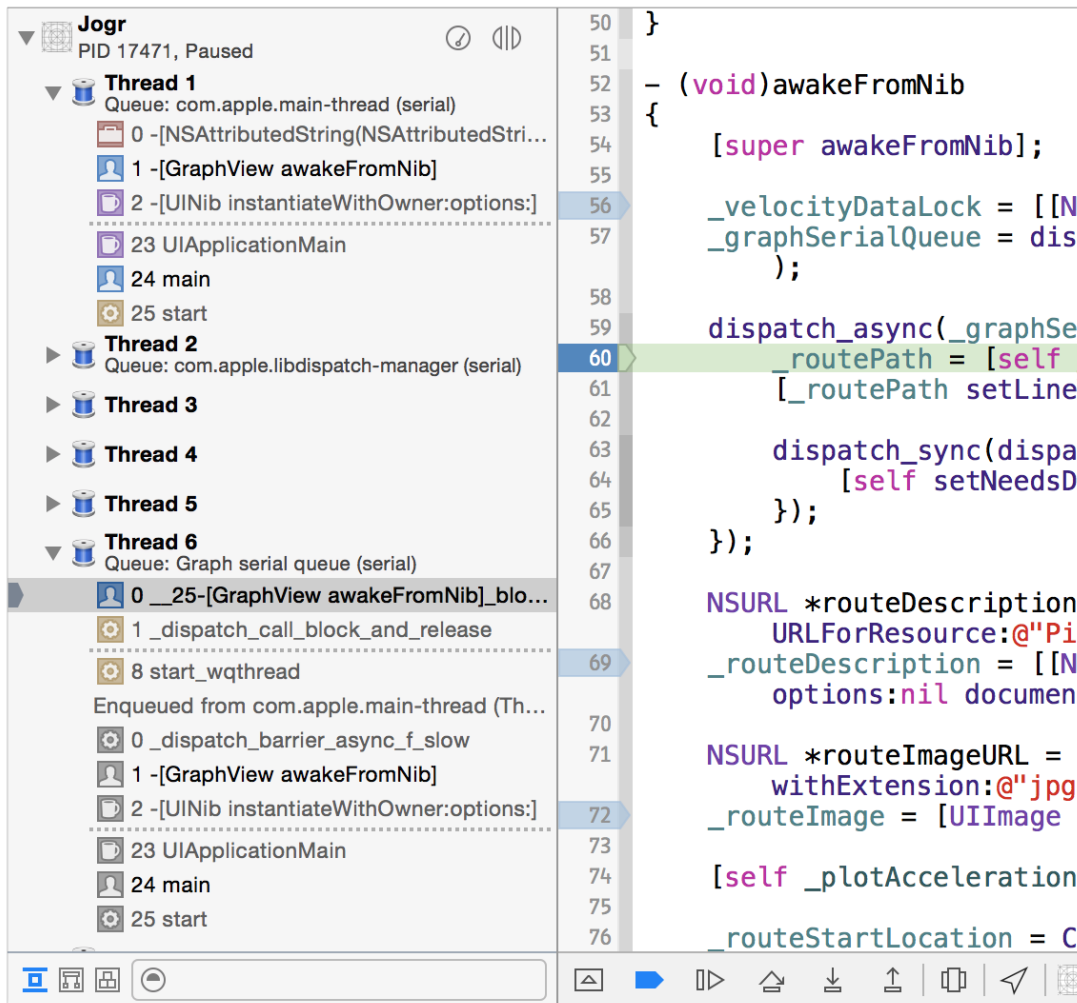 Jogr
PID 17471, Paused
Thread 1
Queue: com.apple.main-thread (serial)
0 -[NSAttributedString(NSAttributedStri...
1 -[GraphView awakeFromNib]
2 -[UINib instantiateWithOwner:options:]
23 UIApplicationMain
24 main
25 start
Thread 2
Queue: com.apple.libdispatch-manager (serial)
Thread 3
Thread 4
Thread 5
Thread 6
Queue: Graph serial queue (serial)
0 __25-[GraphView awakeFromNib]_blo...
1 _dispatch_call_block_and_release
8 start_wqthread
Enqueued from com.apple.main-thread (Th...
0 _dispatch_barrier_async_f_slow
1 -[GraphView awakeFromNib]
2 -[UINib instantiateWithOwner:options:]
23 UIApplicationMain
24 main
25 start
50 }
51
52 - (void)awakeFromNib
53 {
54 [super awakeFromNib];
55
56 _velocityDataLock = [[N
57 _graphSerialQueue = dis
);
58
59 dispatch_async(_graphSe
60 _routePath = [self
61 [_routePath setLine
62
63 dispatch_sync(dispa
64 [self setNeedsD
65 });
66 });
67
68 NSURL *routeDescription
URLForResource:@"Pi
69 _routeDescription = [[N
options:nil documen
70
71 NSURL *routeImageURL =
withExtension:@"jpg
72 _routeImage = [UIImage
73
74 [self _plotAcceleration
75
76 _routeStartLocation = C